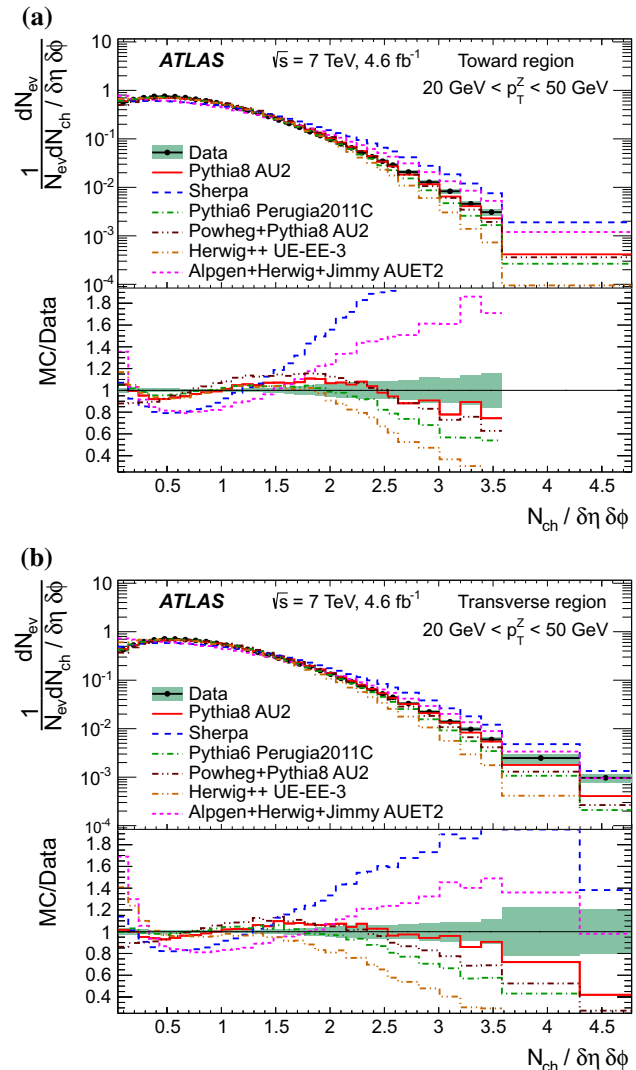 (a)
ATLAS √s = 7 TeV, 4.6 fb⁻¹ Toward region
20 GeV < p_T^Z < 50 GeV
1/N_ev dN_ev/dN_ch / δη δϕ
10
1
10⁻¹
10⁻²
10⁻³
10⁻⁴
Data
Pythia8 AU2
Sherpa
Pythia6 Perugia2011C
Powheg+Pythia8 AU2
Herwig++ UE-EE-3
Alpgen+Herwig+Jimmy AUET2
MC/Data
1.8
1.6
1.4
1.2
1
0.8
0.6
0.4
0.5 1 1.5 2 2.5 3 3.5 4 4.5
N_ch / δη δϕ
(b)
ATLAS √s = 7 TeV, 4.6 fb⁻¹ Transverse region
20 GeV < p_T^Z < 50 GeV
1/N_ev dN_ev/dN_ch / δη δϕ
10
1
10⁻¹
10⁻²
10⁻³
10⁻⁴
Data
Pythia8 AU2
Sherpa
Pythia6 Perugia2011C
Powheg+Pythia8 AU2
Herwig++ UE-EE-3
Alpgen+Herwig+Jimmy AUET2
MC/Data
1.8
1.6
1.4
1.2
1
0.8
0.6
0.4
0.5 1 1.5 2 2.5 3 3.5 4 4.5
N_ch / δη δϕ